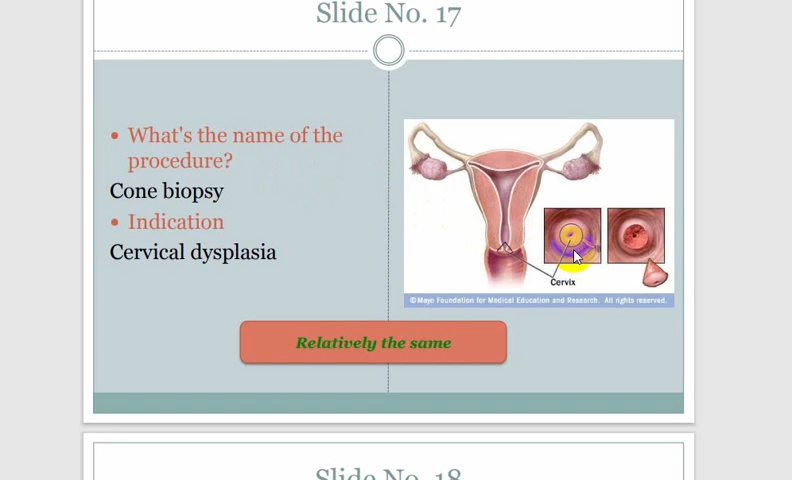 Slide No. 17
• What's the name of the
procedure?
Cone biopsy
• Indication
Cervical dysplasia
Cervix
©Mayo Foundation for Medical Education and Research. All rights reserved.
Relatively the same
Slide No. 18